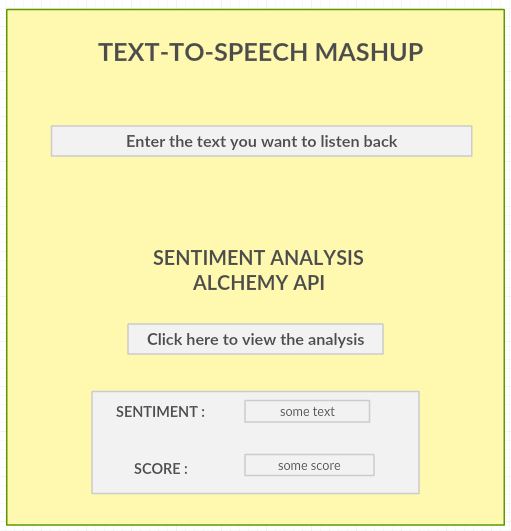 TEXT-TO-SPEECH MASHUP
Enter the text you want to listen back
SENTIMENT ANALYSIS
ALCHEMY API
Click here to view the analysis
SENTIMENT : some text
SCORE : some score